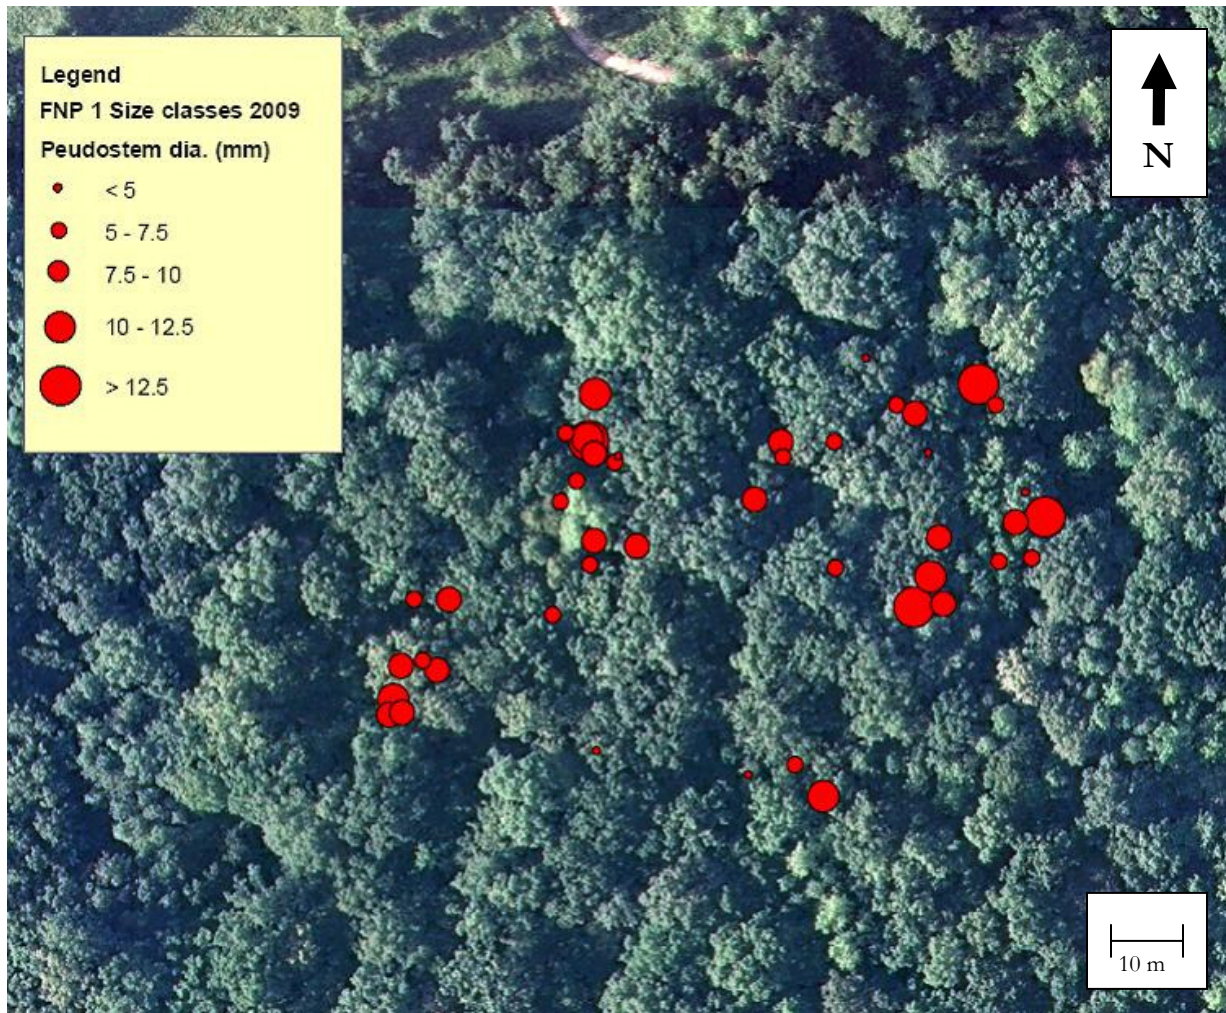 Legend
FNP 1 Size classes 2009
Peudostem dia. (mm)
< 5
5 - 7.5
7.5 - 10
10 - 12.5
> 12.5
N
10 m